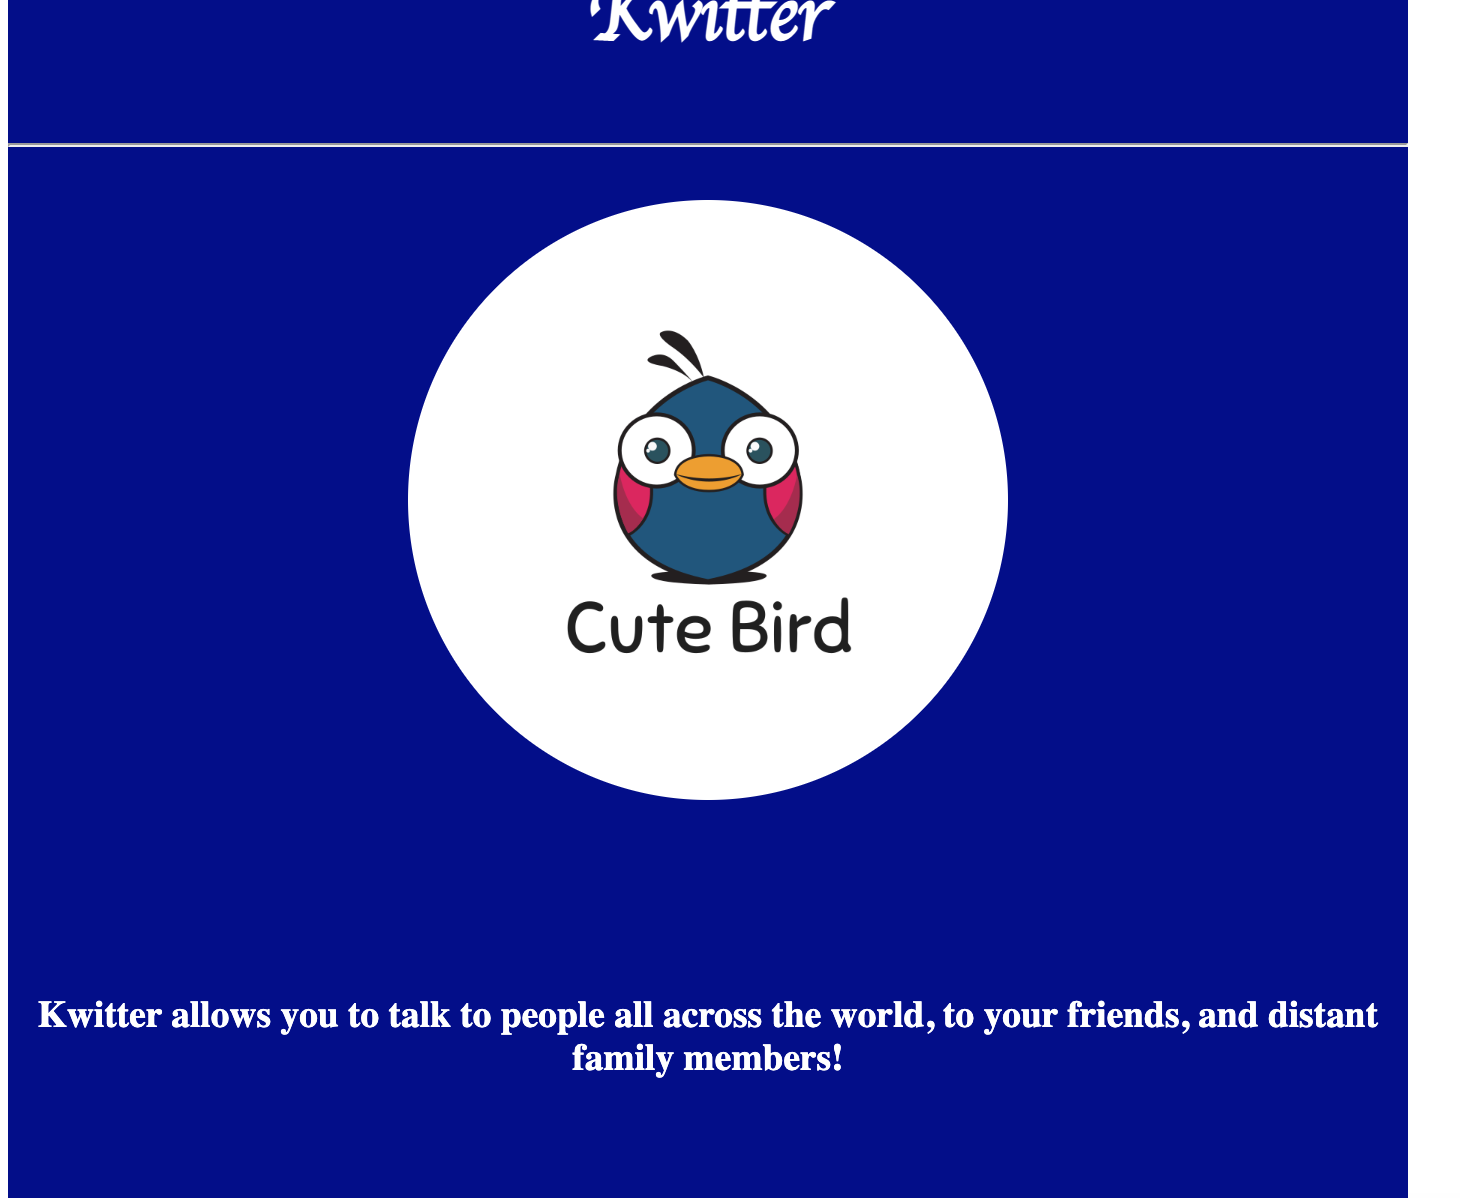 Kwitter
Cute Bird
Kwitter allows you to talk to people all across the world, to your friends, and distant
family members!